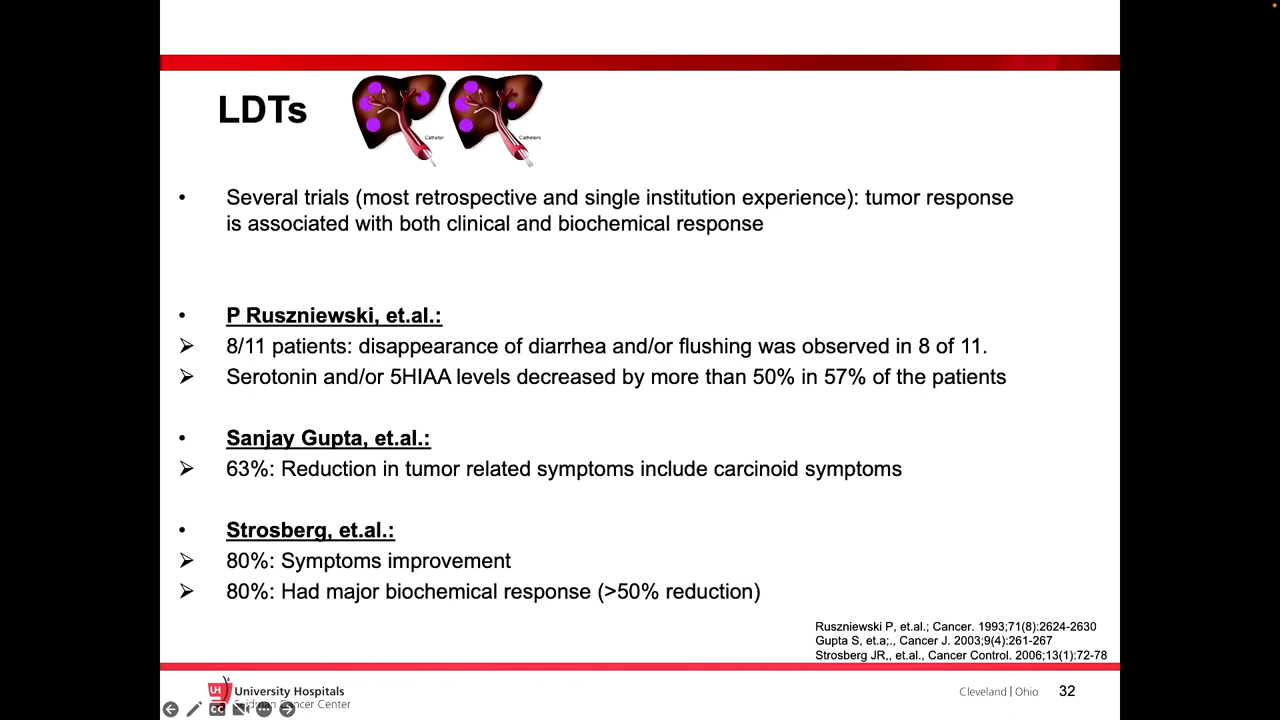 LDTs
Catheter
Catheters
• Several trials (most retrospective and single institution experience): tumor response
is associated with both clinical and biochemical response
• P Ruszniewski, et.al.:
➢ 8/11 patients: disappearance of diarrhea and/or flushing was observed in 8 of 11.
➢ Serotonin and/or 5HIAA levels decreased by more than 50% in 57% of the patients
• Sanjay Gupta, et.al.:
➢ 63%: Reduction in tumor related symptoms include carcinoid symptoms
• Strosberg, et.al.:
➢ 80%: Symptoms improvement
➢ 80%: Had major biochemical response (>50% reduction)
Ruszniewski P, et.al.; Cancer. 1993;71(8):2624-2630
Gupta S, et.a;., Cancer J. 2003;9(4):261-267
Strosberg JR,, et.al., Cancer Control. 2006;13(1):72-78
UH University Hospitals
Cancer Center
CC
Cleveland | Ohio 32